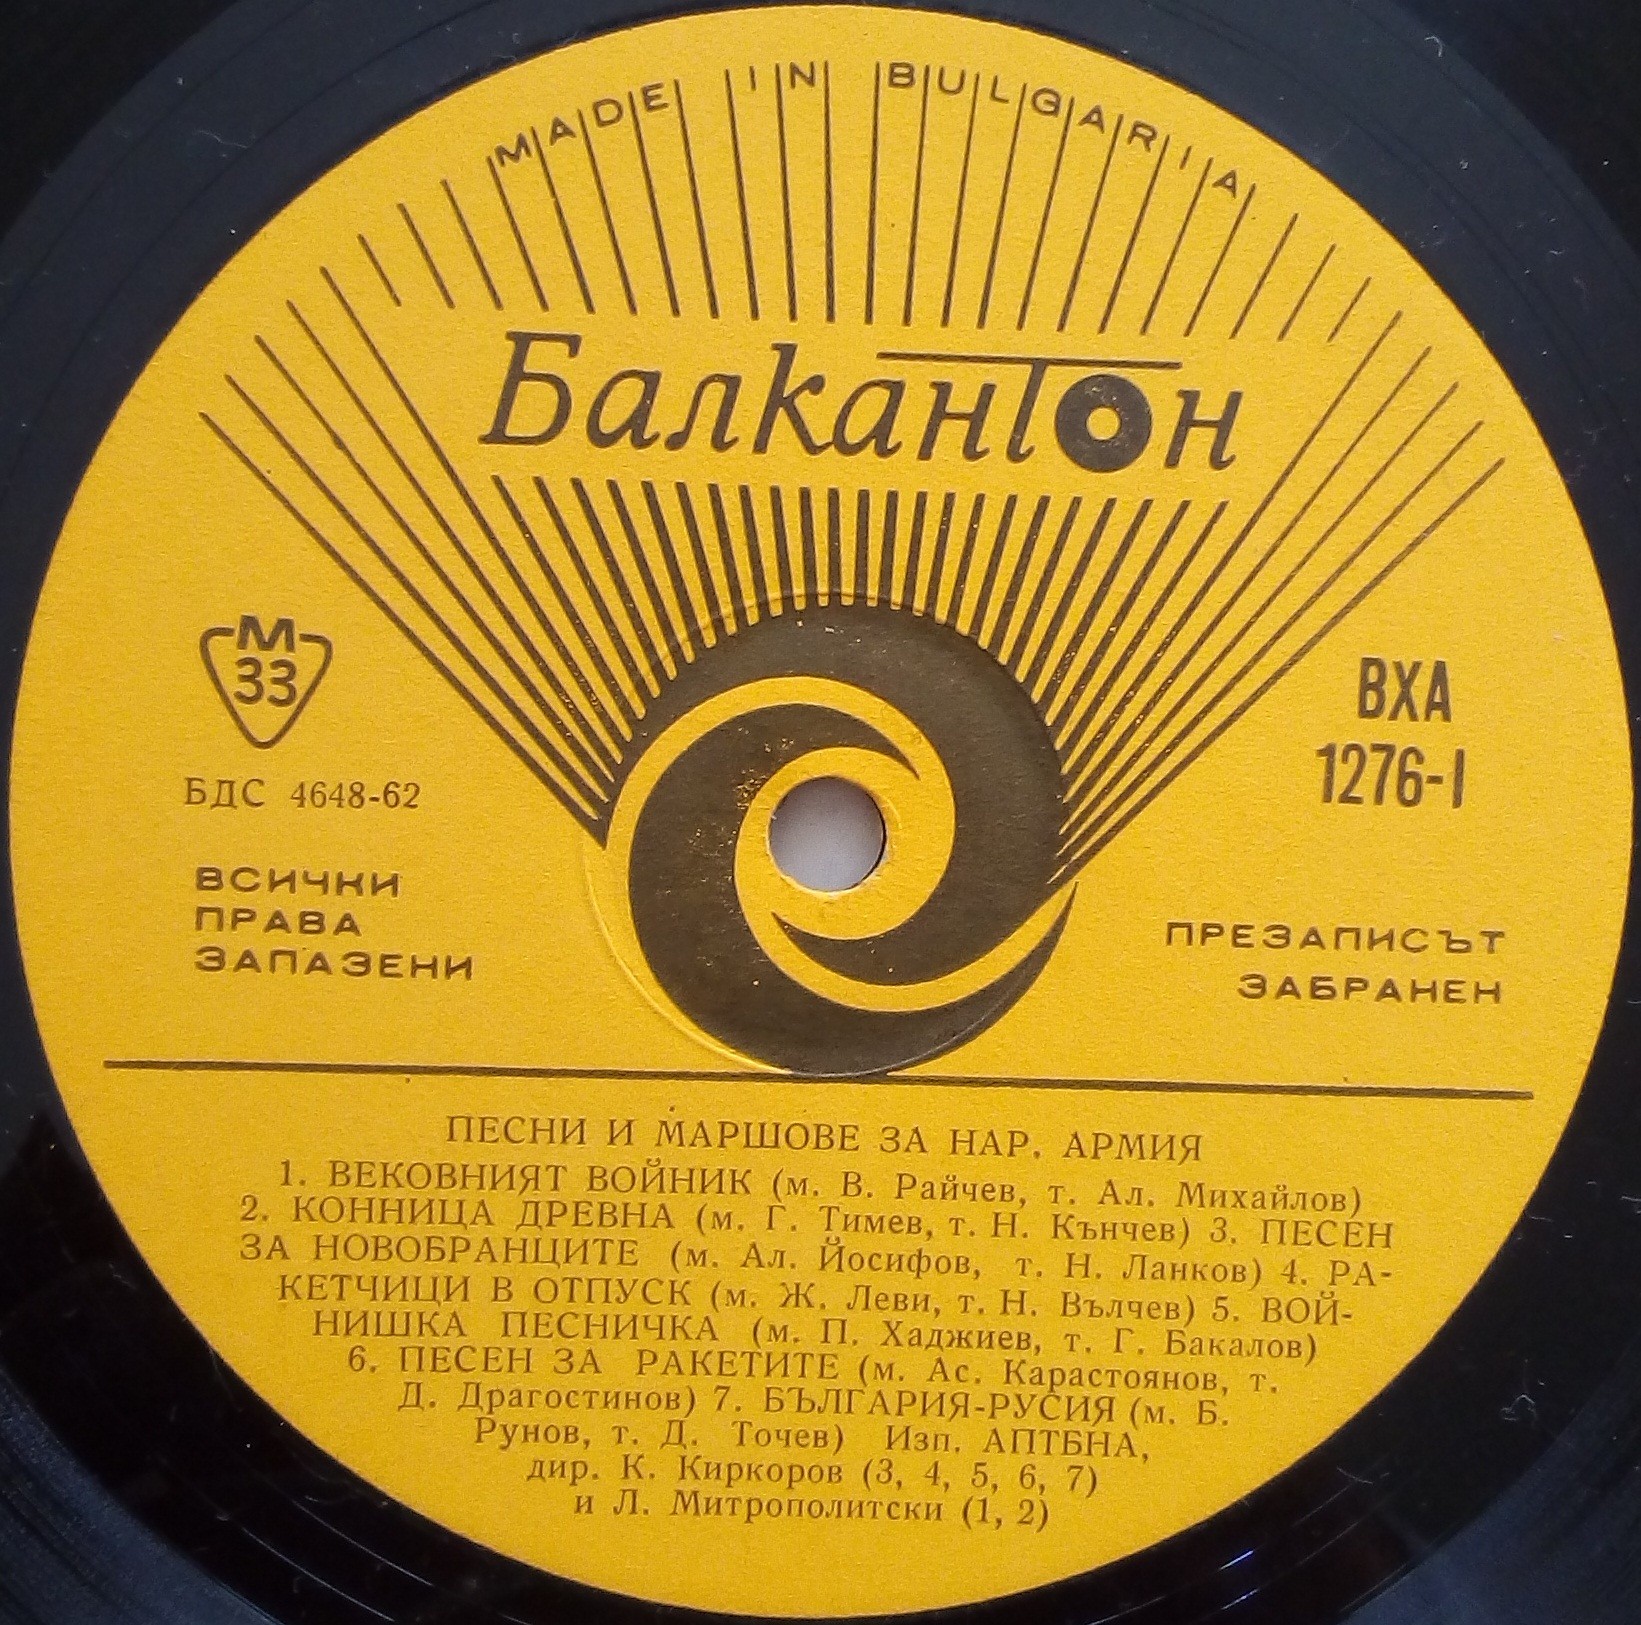 MADE IN BULGARIA
Балкантон
М
33
БДС 4648-62
ВСИЧКИ
ПРАВА
ЗАПАЗЕНИ
ВХА
1276-I
ПРЕЗАПИСЪТ
ЗАБРАНЕН
ПЕСНИ И МАРШОВЕ ЗА НАР. АРМИЯ
1. ВЕКОВНИЯТ ВОЙНИК (м. В. Райчев, т. Ал. Михайлов)
2. КОННИЦА ДРЕВНА (м. Г. Тимев, т. Н. Кънчев) 3. ПЕСЕН
ЗА НОВОБРАНЦИТЕ (м. Ал. Йосифов, т. Н. Ланков) 4. РА-
КЕТЧИЦИ В ОТПУСК (м. Ж. Леви, т. Н. Вълчев) 5. ВОЙ-
НИШКА ПЕСНИЧКА (м. П. Хаджиев, т. Г. Бакалов)
6. ПЕСЕН ЗА РАКЕТИТЕ (м. Ас. Карастоянов, т.
Д. Драгостинов) 7. БЪЛГАРИЯ-РУСИЯ (м. Б.
Рунов, т. Д. Точев) Изп. АПТБНА,
дир. К. Киркоров (3, 4, 5, 6, 7)
и Л. Митрополитски (1, 2)